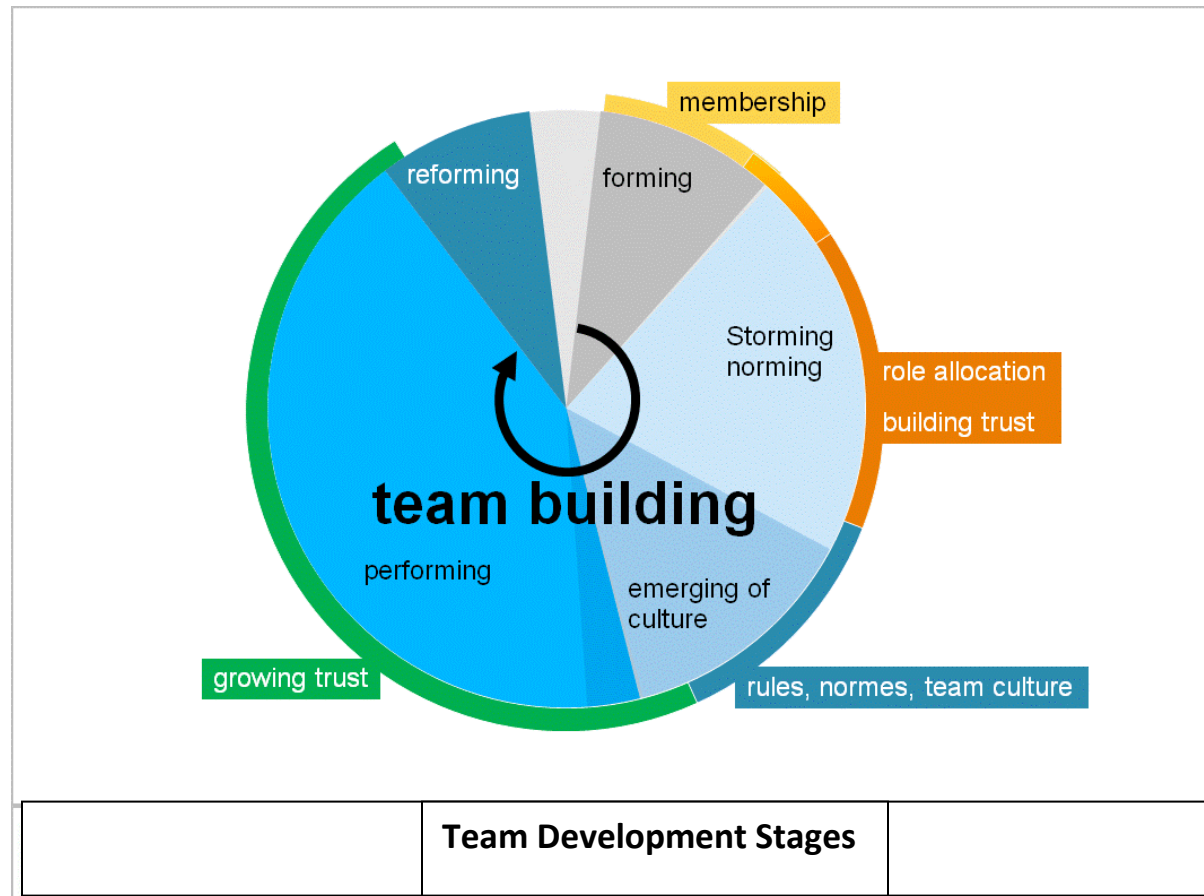 membership
reforming
forming
Storming
norming
role allocation
building trust
team building
performing
emerging of
culture
growing trust
rules, normes, team culture
Team Development Stages